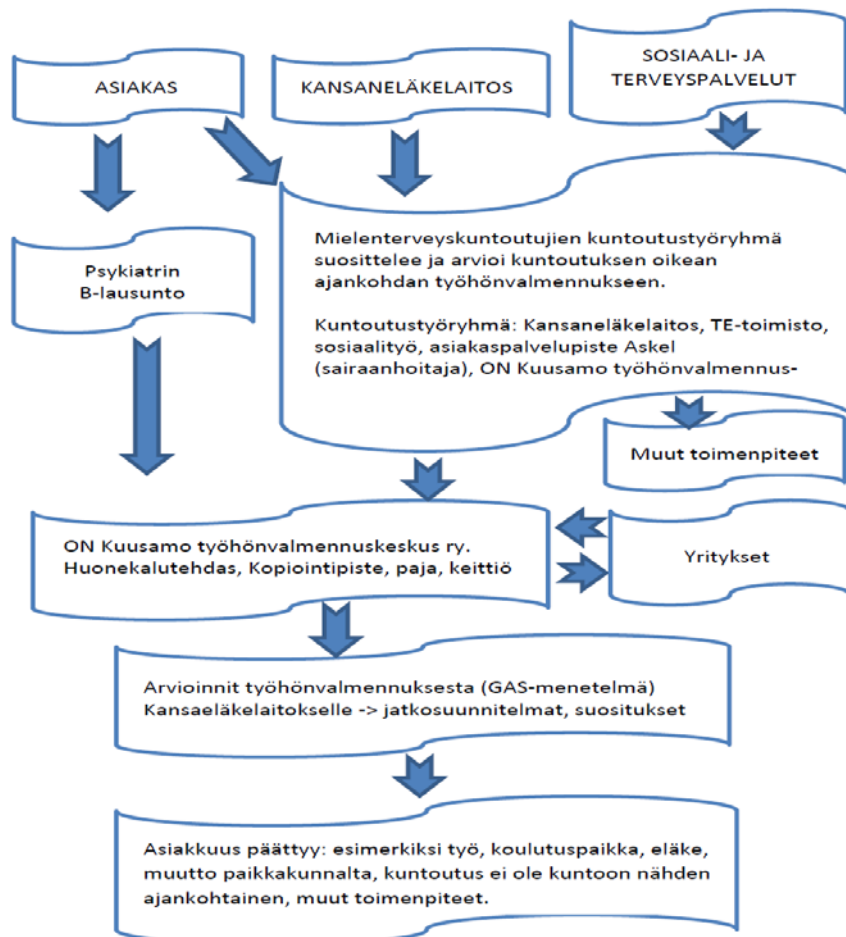 ASIAKAS
KANSANELÄKELAITOS
SOSIAALI- JA
TERVEYSPALVELUT
Psykiatrin
B-lausunto
Mielenterveyskuntoutujien kuntoutustyöryhmä
suosittelee ja arvioi kuntoutuksen oikean
ajankohdan työhönvalmennukseen.
Kuntoutustyöryhmä: Kansaneläkelaitos, TE-toimisto,
sosiaalityö, asiakaspalvelupiste Askel
(sairaanhoitaja), ON Kuusamo työhönvalmennus-
Muut toimenpiteet
ON Kuusamo työhönvalmennuskeskus ry.
Huonekalutehdas, Kopiointipiste, paja, keittiö
Yritykset
Arvioinnit työhönvalmennuksesta (GAS-menetelmä)
Kansaeläkelaitokselle -> jatkosuunnitelmat, suositukset
Asiakkuus päättyy: esimerkiksi työ, koulutuspaikka, eläke,
muutto paikkakunnalta, kuntoutus ei ole kuntoon nähden
ajankohtainen, muut toimenpiteet.